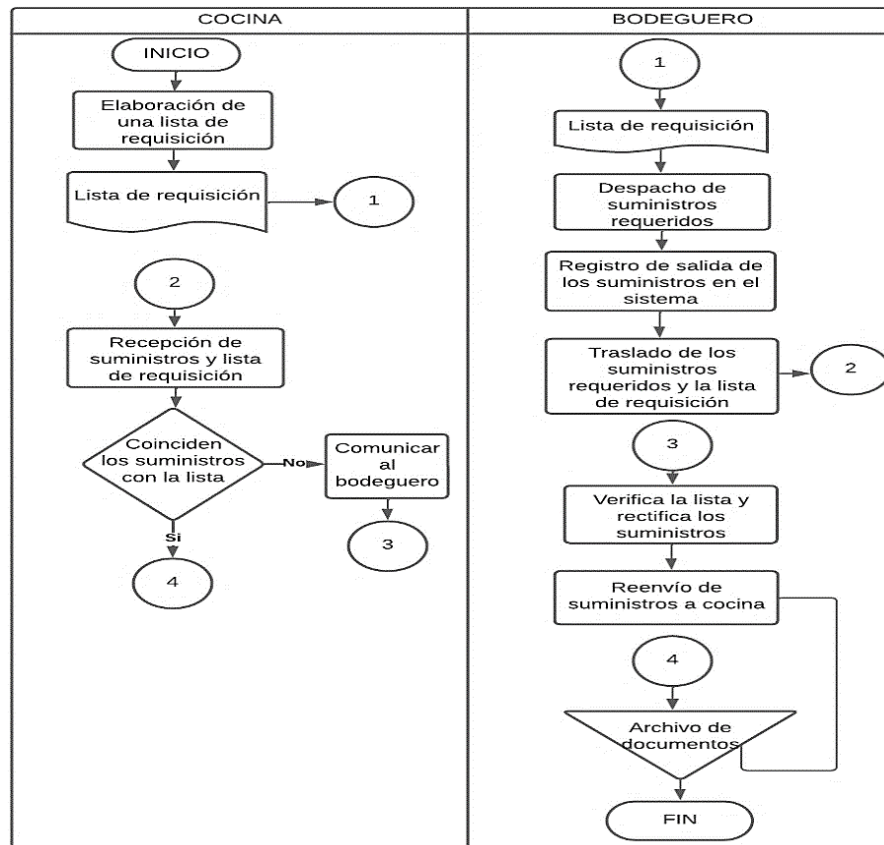 COCINA
INICIO
Elaboración de
una lista de
requisición
Lista de requisición
1
2
Recepción de
suministros y lista
de requisición
Coinciden
los suministros
con la lista
No
Comunicar
al
bodeguero
3
Si
4
BODEGUERO
1
Lista de requisición
Despacho de
suministros
requeridos
Registro de salida de
los suministros en el
sistema
Traslado de los
suministros
requeridos y la lista
de requisición
2
3
Verifica la lista y
rectifica los
suministros
Reenvío de
suministros a cocina
4
Archivo de
documentos
FIN